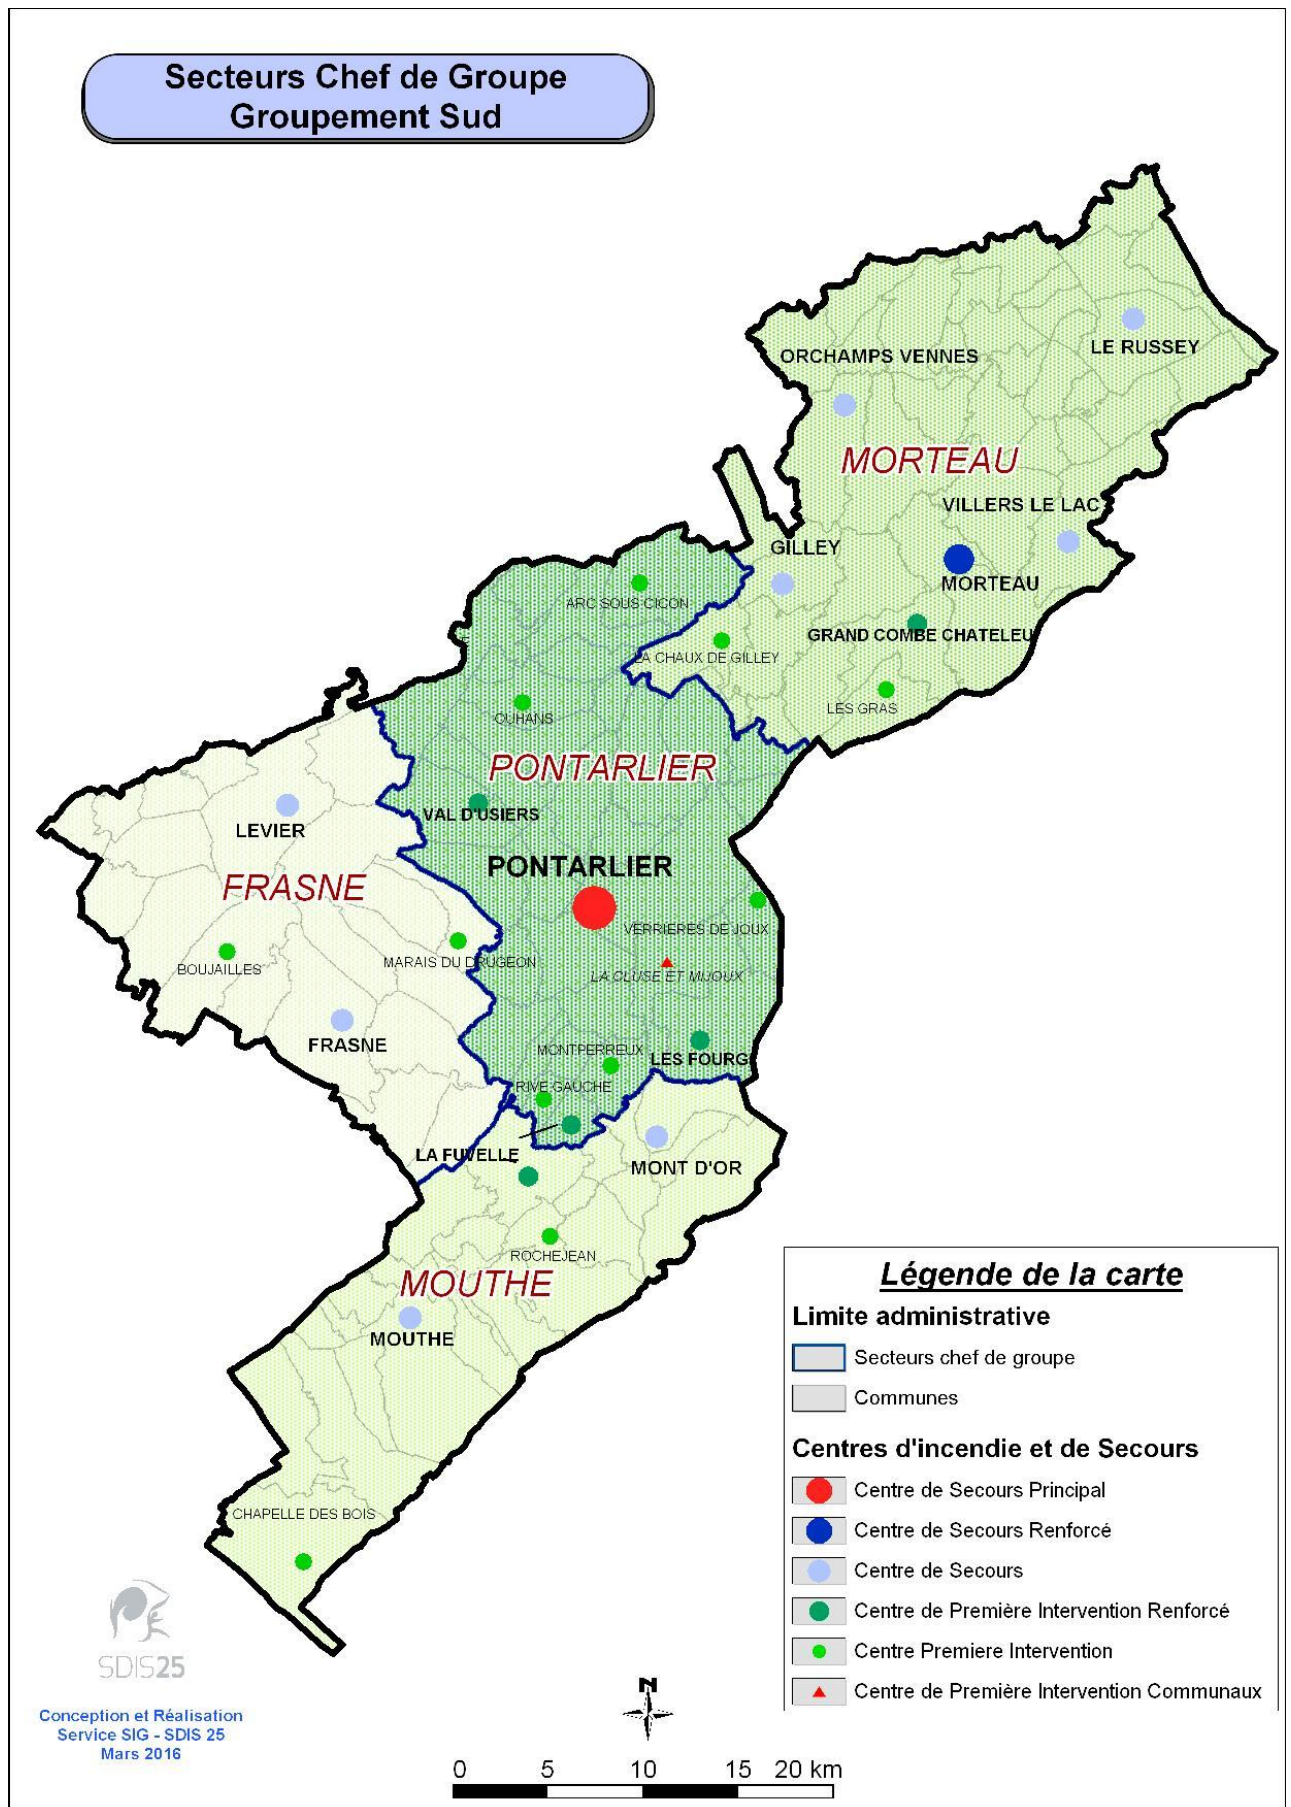 Secteurs Chef de Groupe
Groupement Sud
LE RUSSEY
ORCHAMPS VENNES
MORTEAU
VILLERS LE LAC
GILLEY
MORTEAU
ARC SOUS CICON
GRAND COMBE CHATELEU
LA CHAUX DE GILLEY
LES GRAS
OUHANS
PONTARLIER
VAL D'USIERS
LEVIER
PONTARLIER
FRASNE
VERRIERES DE JOUX
MARAIS DU DRUGEON
BOUJAILLES
LA CLUSE ET MIJOUX
FRASNE
MONTPERREUX
LES FOURG
RIVE GAUCHE
LA FUVELLE
MONT D'OR
ROCHEJEAN
MOUTHE
MOUTHE
CHAPELLE DES BOIS
Légende de la carte
Limite administrative
Secteurs chef de groupe
Communes
Centres d'incendie et de Secours
Centre de Secours Principal
Centre de Secours Renforcé
Centre de Secours
Centre de Première Intervention Renforcé
Centre Premiere Intervention
Centre de Première Intervention Communaux
SDIS25
Conception et Réalisation
Service SIG - SDIS 25
Mars 2016
N
0 5 10 15 20 km